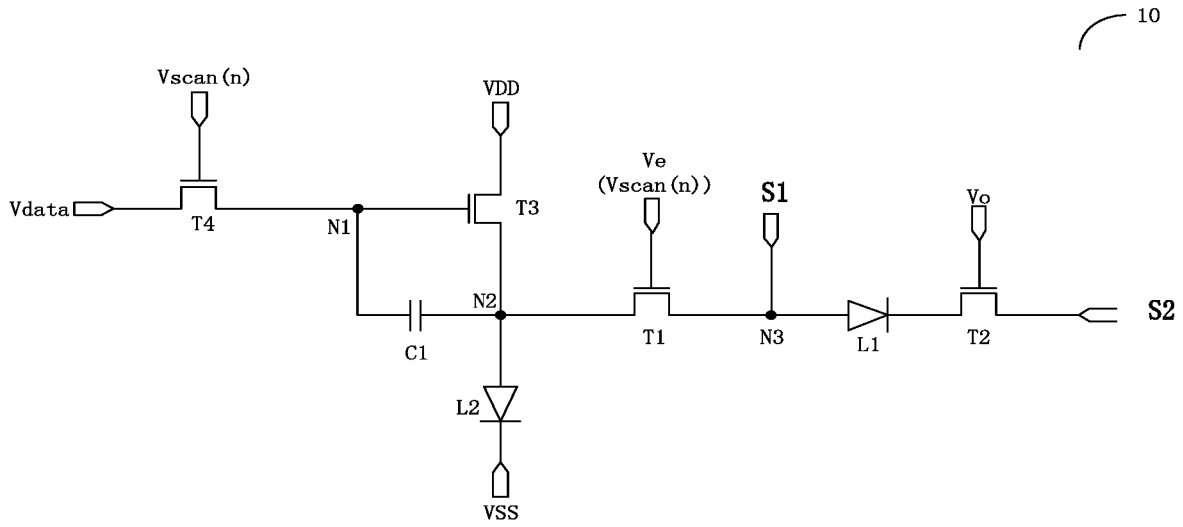 10
Vscan(n)
VDD
Ve
(Vscan(n))
S1
Vo
Vdata
T4
N1
T3
N2
C1
T1
N3
L1
T2
S2
L2
VSS